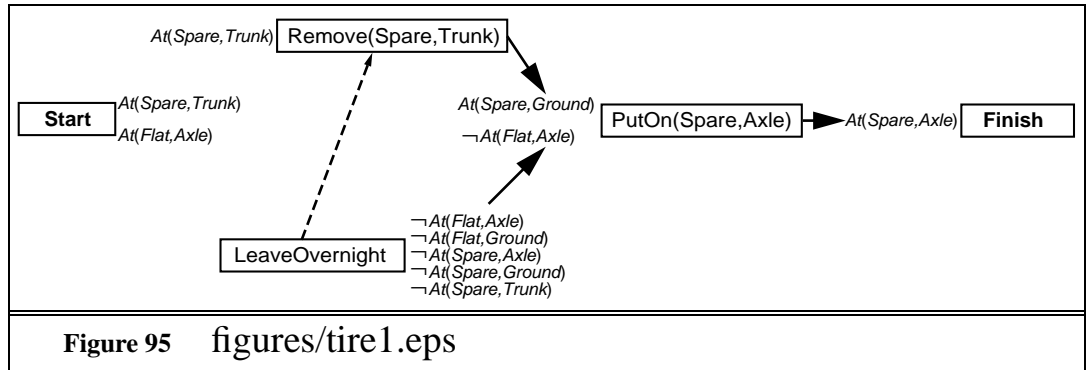 At(Spare,Trunk) Remove(Spare,Trunk)
Start
At(Spare,Trunk)
At(Flat,Axle)
At(Spare,Ground)
¬At(Flat,Axle)
PutOn(Spare,Axle)
At(Spare,Axle) Finish
LeaveOvernight
¬At(Flat,Axle)
¬At(Flat,Ground)
¬At(Spare,Axle)
¬At(Spare,Ground)
¬At(Spare,Trunk)
Figure 95 figures/tire1.eps